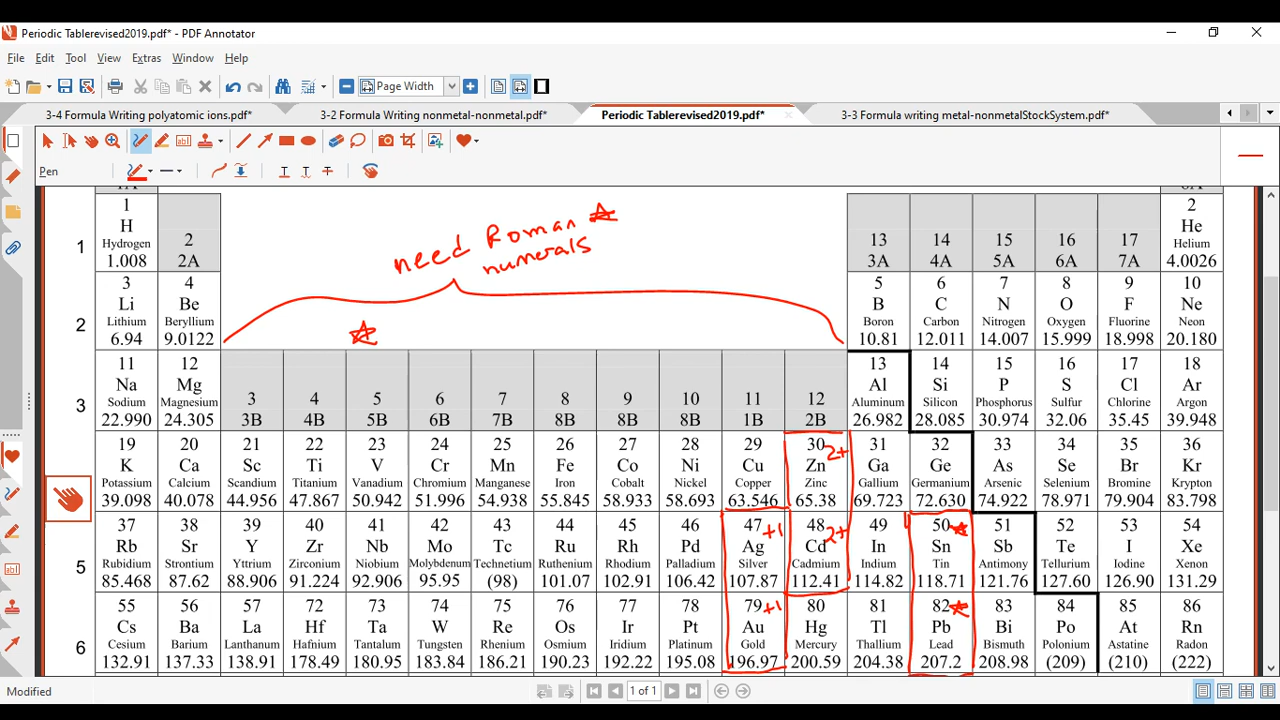 Periodic Tablerevised2019.pdf* - PDF Annotator
File Edit Tool View Extras Window Help
Page Width
3-4 Formula Writing polyatomic ions.pdf* 3-2 Formula Writing nonmetal-nonmetal.pdf* Periodic Tablerevised2019.pdf* 3-3 Formula writing metal-nonmetalStockSystem.pdf*
Pen
1 2
H He
Hydrogen 2 13 14 15 16 17 Helium
1.008 2A 3A 4A 5A 6A 7A 4.0026
1
need Roman
numerals
3 4 5 6 7 8 9 10
Li Be B C N O F Ne
Lithium Beryllium Boron Carbon Nitrogen Oxygen Fluorine Neon
6.94 9.0122 10.81 12.011 14.007 15.999 18.998 20.180
2
11 12 13 14 15 16 17 18
Na Mg Al Si P S Cl Ar
Sodium Magnesium 3 4 5 6 7 8 9 10 11 12 Aluminum Silicon Phosphorus Sulfur Chlorine Argon
22.990 24.305 3B 4B 5B 6B 7B 8B 8B 8B 1B 2B 26.982 28.085 30.974 32.06 35.45 39.948
3
19 20 21 22 23 24 25 26 27 28 29 30 2+ 31 32 33 34 35 36
K Ca Sc Ti V Cr Mn Fe Co Ni Cu Zn Ga Ge As Se Br Kr
Potassium Calcium Scandium Titanium Vanadium Chromium Manganese Iron Cobalt Nickel Copper Zinc Gallium Germanium Arsenic Selenium Bromine Krypton
39.098 40.078 44.956 47.867 50.942 51.996 54.938 55.845 58.933 58.693 63.546 65.38 69.723 72.630 74.922 78.971 79.904 83.798
37 38 39 40 41 42 43 44 45 46 47 +1 48 2+ 49 50 51 52 53 54
Rb Sr Y Zr Nb Mo Tc Ru Rh Pd Ag Cd In Sn Sb Te I Xe
Rubidium Strontium Yttrium Zirconium Niobium Molybdenum Technetium Ruthenium Rhodium Palladium Silver Cadmium Indium Tin Antimony Tellurium Iodine Xenon
85.468 87.62 88.906 91.224 92.906 95.95 (98) 101.07 102.91 106.42 107.87 112.41 114.82 118.71 121.76 127.60 126.90 131.29
5
55 56 57 72 73 74 75 76 77 78 79 +1 80 81 82 83 84 85 86
Cs Ba La Hf Ta W Re Os Ir Pt Au Hg Tl Pb Bi Po At Rn
Cesium Barium Lanthanum Hafnium Tantalum Tungsten Rhenium Osmium Iridium Platinum Gold Mercury Thallium Lead Bismuth Polonium Astatine Radon
132.91 137.33 138.91 178.49 180.95 183.84 186.21 190.23 192.22 195.08 196.97 200.59 204.38 207.2 208.98 (209) (210) (222)
6
Modified 1 of 1